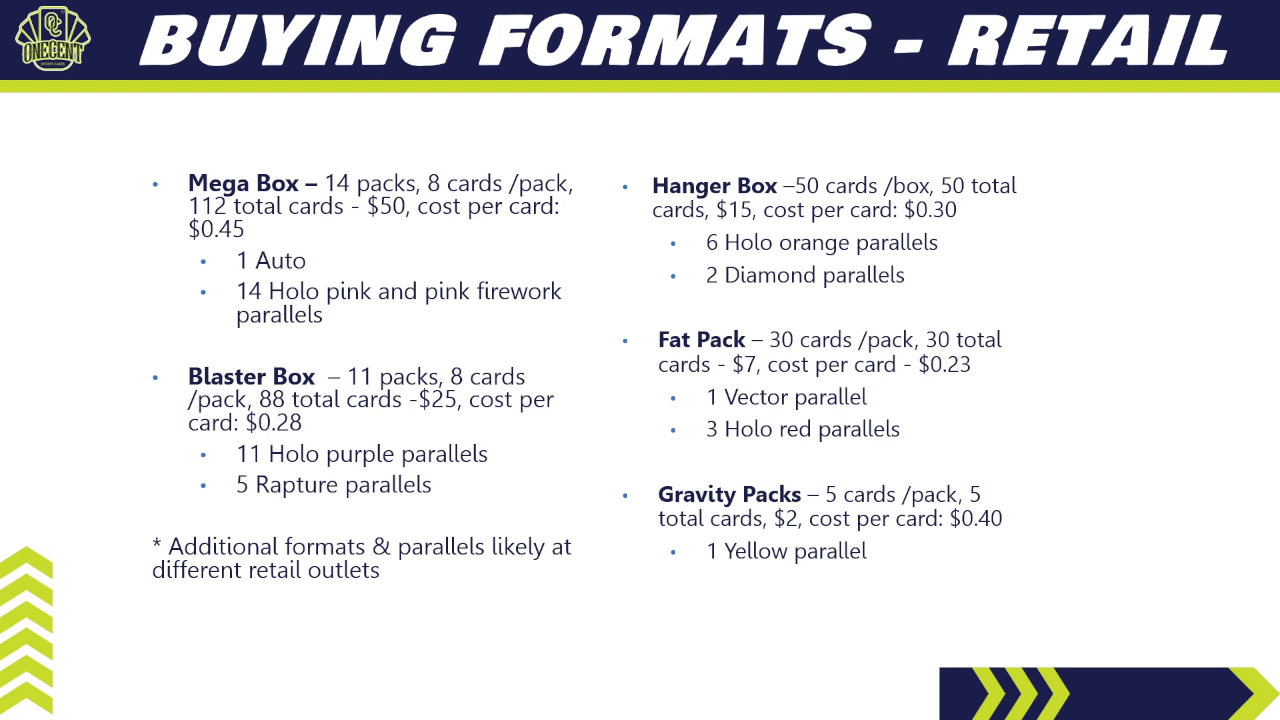 OC
ONECENT
SPORTS CARDS
BUYING FORMATS - RETAIL
• Mega Box – 14 packs, 8 cards /pack,
112 total cards - $50, cost per card:
$0.45
• 1 Auto
• 14 Holo pink and pink firework
parallels
• Blaster Box – 11 packs, 8 cards
/pack, 88 total cards -$25, cost per
card: $0.28
• 11 Holo purple parallels
• 5 Rapture parallels
* Additional formats & parallels likely at
different retail outlets
• Hanger Box –50 cards /box, 50 total
cards, $15, cost per card: $0.30
• 6 Holo orange parallels
• 2 Diamond parallels
• Fat Pack – 30 cards /pack, 30 total
cards - $7, cost per card - $0.23
• 1 Vector parallel
• 3 Holo red parallels
• Gravity Packs – 5 cards /pack, 5
total cards, $2, cost per card: $0.40
• 1 Yellow parallel